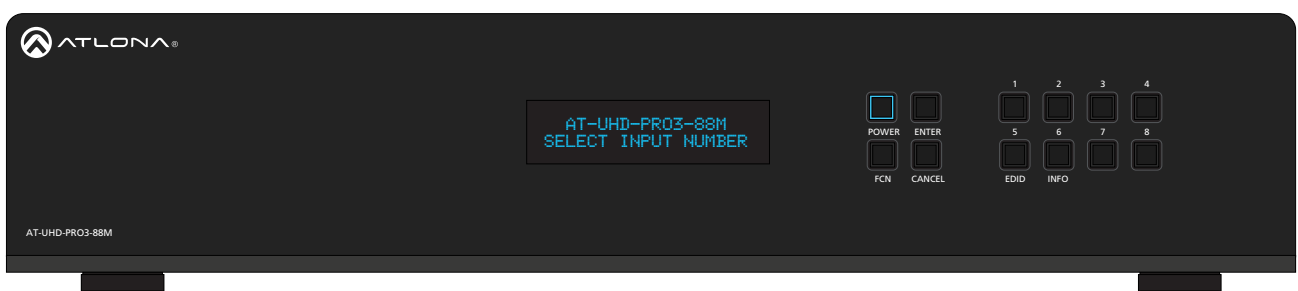 ATLONA®
AT-UHD-PRO3-88M
SELECT INPUT NUMBER
1 2 3 4
POWER ENTER
5 6 7 8
FCN CANCEL
EDID INFO
AT-UHD-PRO3-88M